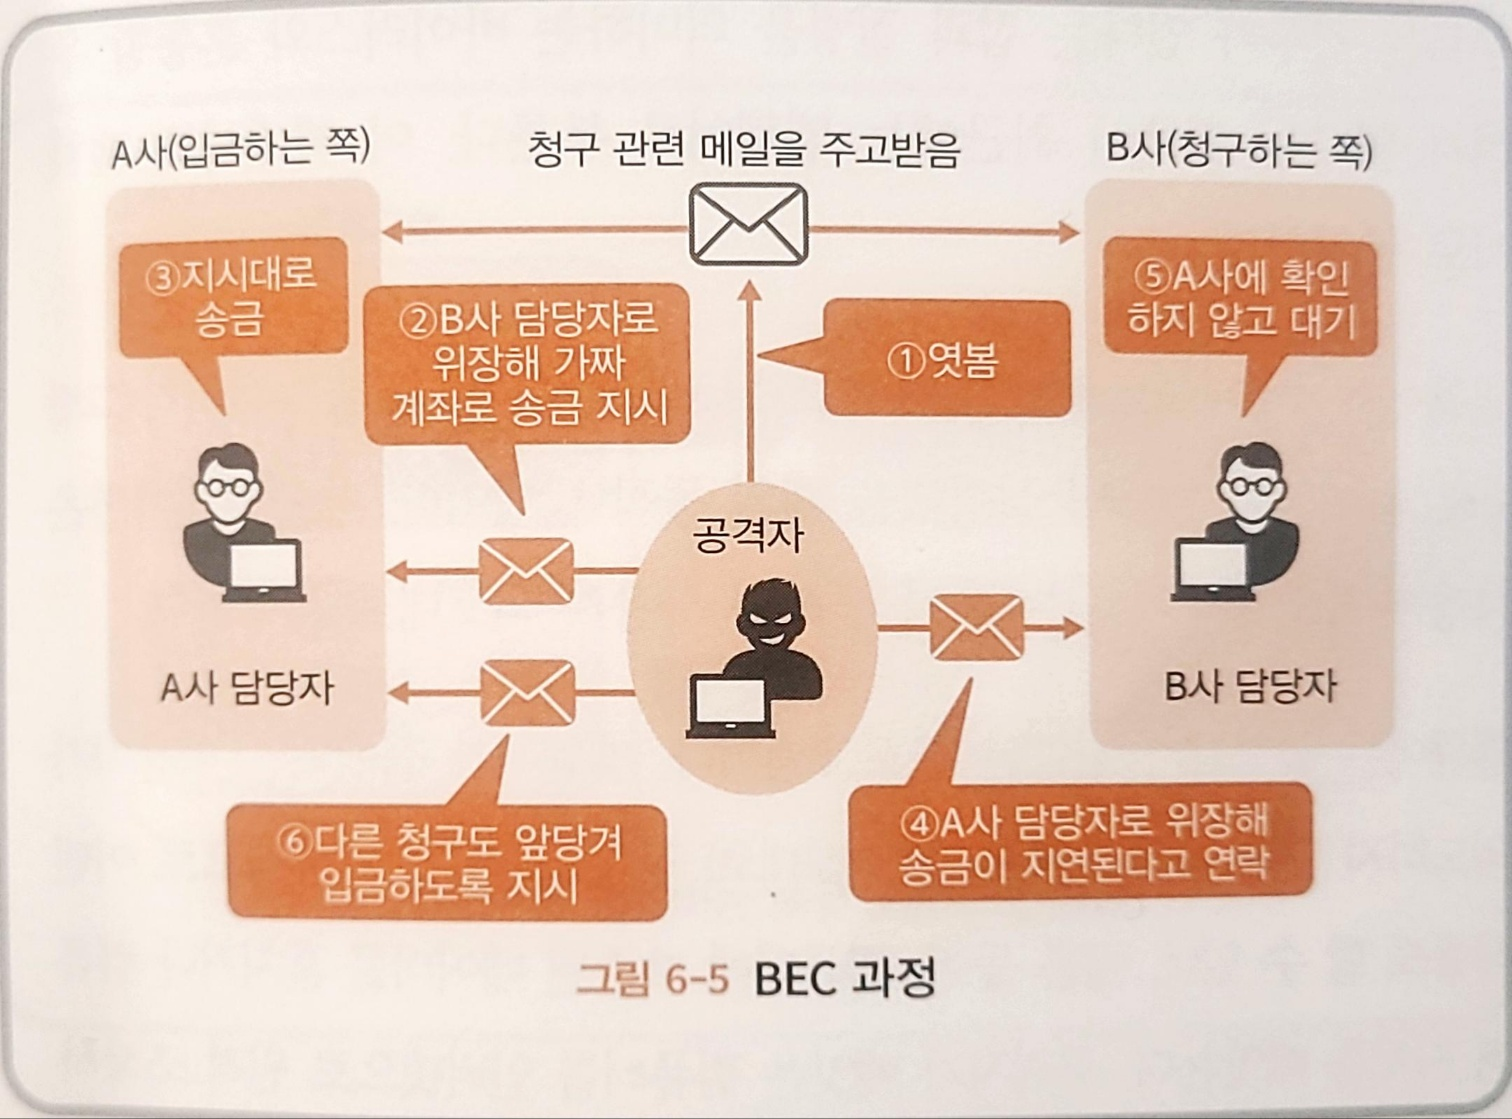 A사(입금하는 쪽)
청구 관련 메일을 주고받음
B사(청구하는 쪽)
③지시대로
송금
②B사 담당자로
위장해 가짜
계좌로 송금 지시
①엿봄
⑤A사에 확인
하지 않고 대기
공격자
A사 담당자
B사 담당자
⑥다른 청구도 앞당겨
입금하도록 지시
④A사 담당자로 위장해
송금이 지연된다고 연락
그림 6-5 BEC 과정